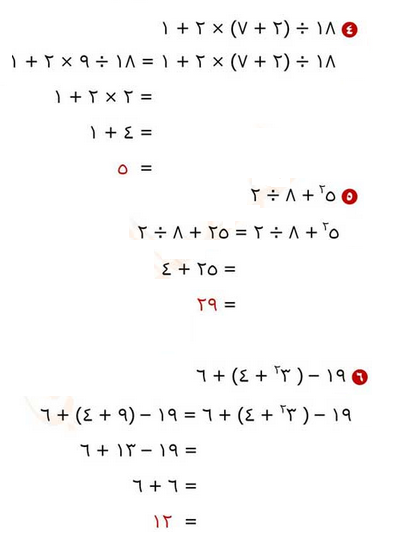 ٤ ١٨ ÷ (٢ + ٧) × ٢ + ١
١٨ ÷ (٢ + ٧) × ٢ + ١ = ١٨ ÷ ٩ × ٢ + ١
= ٢ × ٢ + ١
= ٤ + ١
= ٥
٥ ٥^٢ + ٨ ÷ ٢
٥^٢ + ٨ ÷ ٢ = ٢٥ + ٨ ÷ ٢
= ٢٥ + ٤
= ٢٩
٦ ١٩ − (٣^٢ + ٤) + ٦
١٩ − (٣^٢ + ٤) + ٦ = ١٩ − (٩ + ٤) + ٦
= ١٩ − ١٣ + ٦
= ٦ + ٦
= ١٢